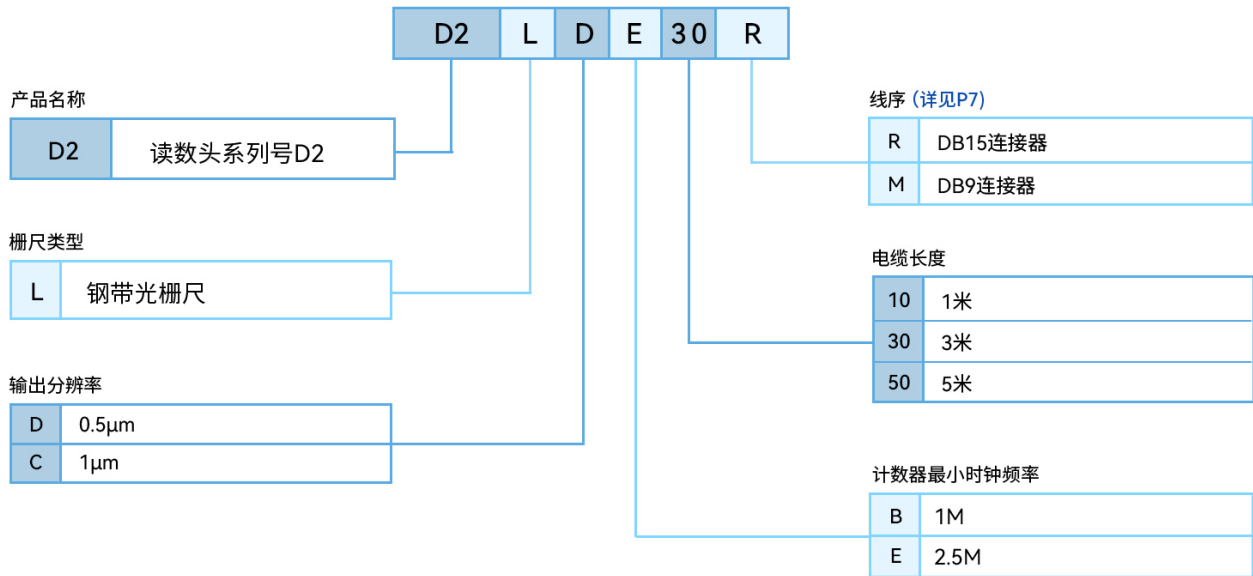 D2 L D E 30 R
产品名称
D2 读数头系列号D2
栅尺类型
L 钢带光栅尺
输出分辨率
D 0.5μm
C 1μm
线序 (详见P7)
R DB15连接器
M DB9连接器
电缆长度
10 1米
30 3米
50 5米
计数器最小时钟频率
B 1M
E 2.5M